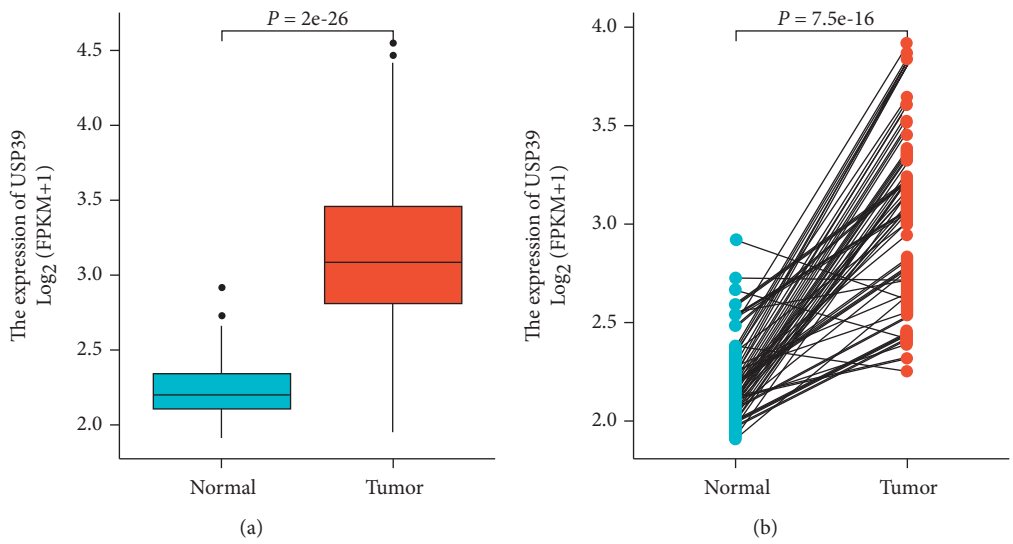 P = 2e-26
The expression of USP39
Log2 (FPKM+1)
4.5
4.0
3.5
3.0
2.5
2.0
Normal
Tumor
(a)
P = 7.5e-16
The expression of USP39
Log2 (FPKM+1)
4.0
3.5
3.0
2.5
2.0
Normal
Tumor
(b)